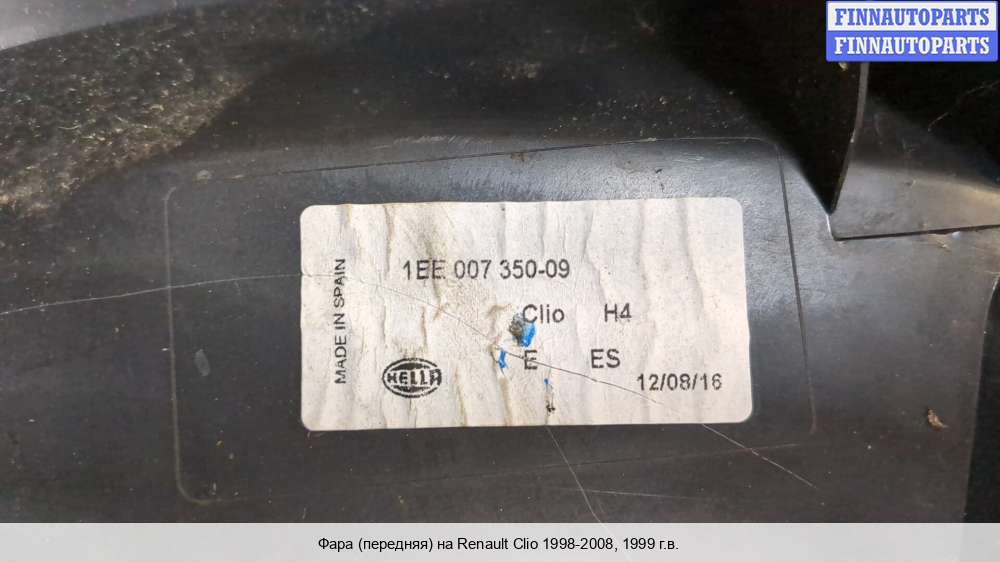 FINNAUTOPARTS
FINNAUTOPARTS
MADE IN SPAIN
1EE 007 350-09
Clio H4
E ES
HELLA
12/08/16
Фара (передняя) на Renault Clio 1998-2008, 1999 г.в.